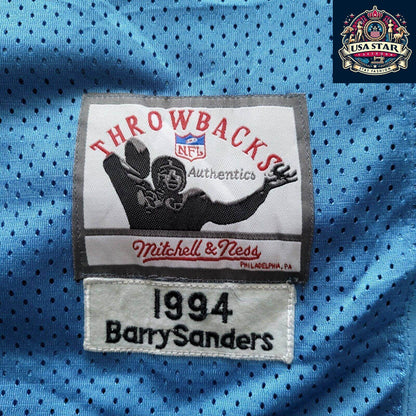 USA STAR
THROWBACKS
NFL
Authentics
Mitchell & Ness
PHILADELPHIA, PA
1994
BarrySanders